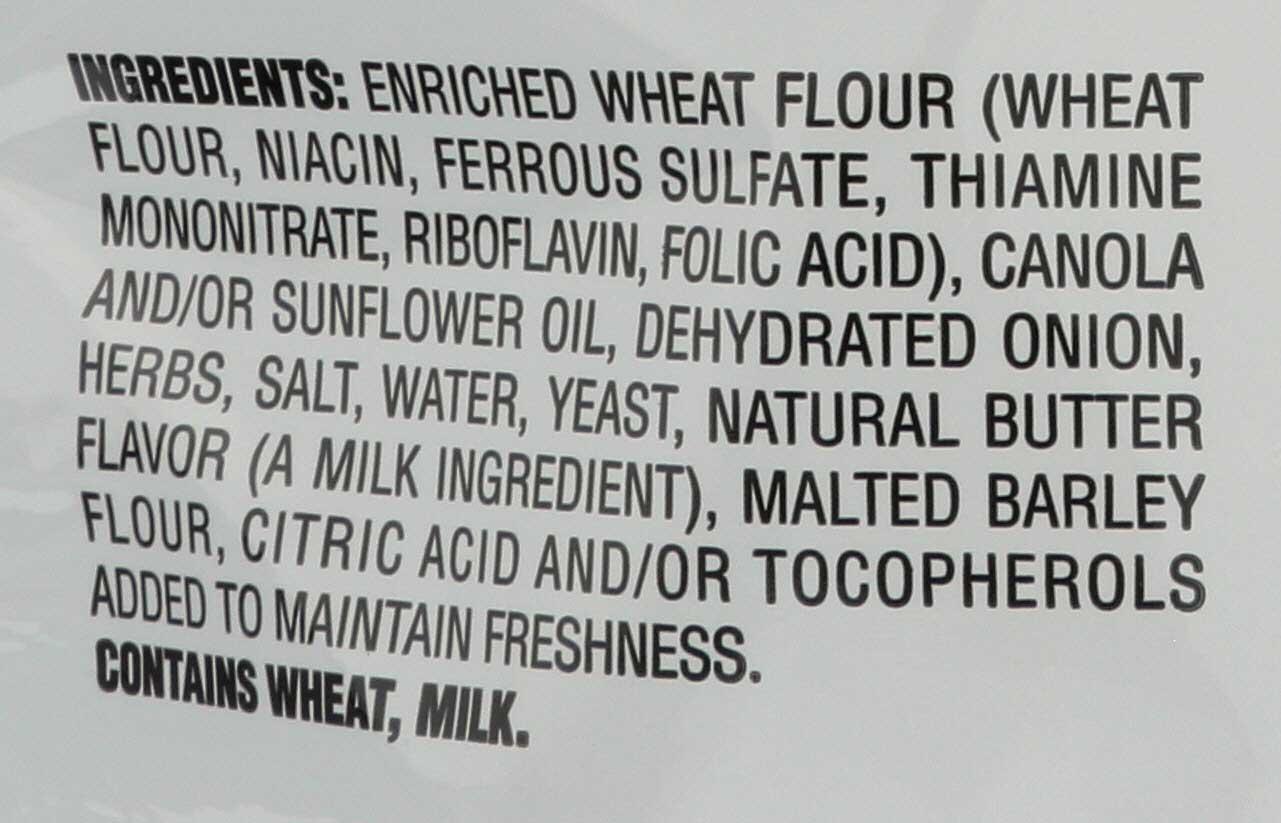 INGREDIENTS: ENRICHED WHEAT FLOUR (WHEAT
FLOUR, NIACIN, FERROUS SULFATE, THIAMINE
MONONITRATE, RIBOFLAVIN, FOLIC ACID), CANOLA
AND/OR SUNFLOWER OIL, DEHYDRATED ONION,
HERBS, SALT, WATER, YEAST, NATURAL BUTTER
FLAVOR (A MILK INGREDIENT), MALTED BARLEY
FLOUR, CITRIC ACID AND/OR TOCOPHEROLS
ADDED TO MAINTAIN FRESHNESS.
CONTAINS WHEAT, MILK.